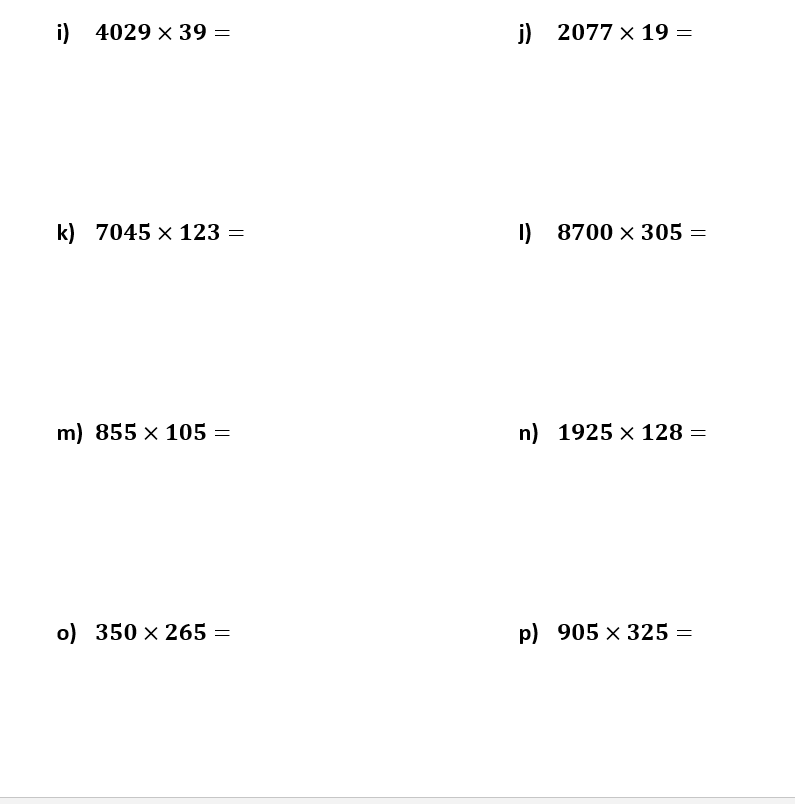 i) 4029 × 39 =
j) 2077 × 19 =
k) 7045 × 123 =
l) 8700 × 305 =
m) 855 × 105 =
n) 1925 × 128 =
o) 350 × 265 =
p) 905 × 325 =